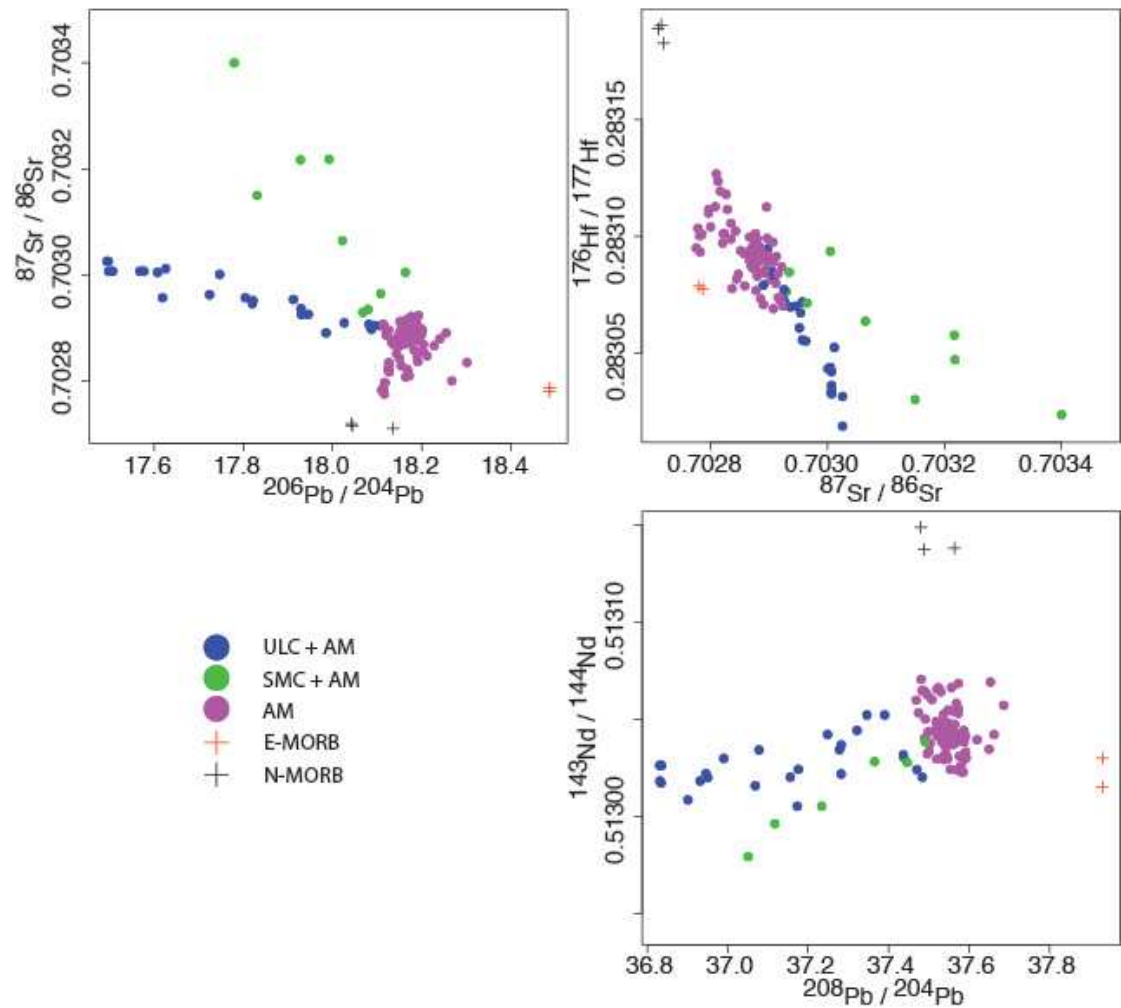 0.7034
0.7032
0.7030
0.7028
87Sr / 86Sr
17.6 17.8 18.0 18.2 18.4
206Pb / 204Pb
0.28315
0.28310
0.28305
176Hf / 177Hf
0.7028 0.7030 0.7032 0.7034
87Sr / 86Sr
ULC + AM
SMC + AM
AM
E-MORB
N-MORB
0.51310
0.51300
143Nd / 144Nd
36.8 37.0 37.2 37.4 37.6 37.8
208Pb / 204Pb